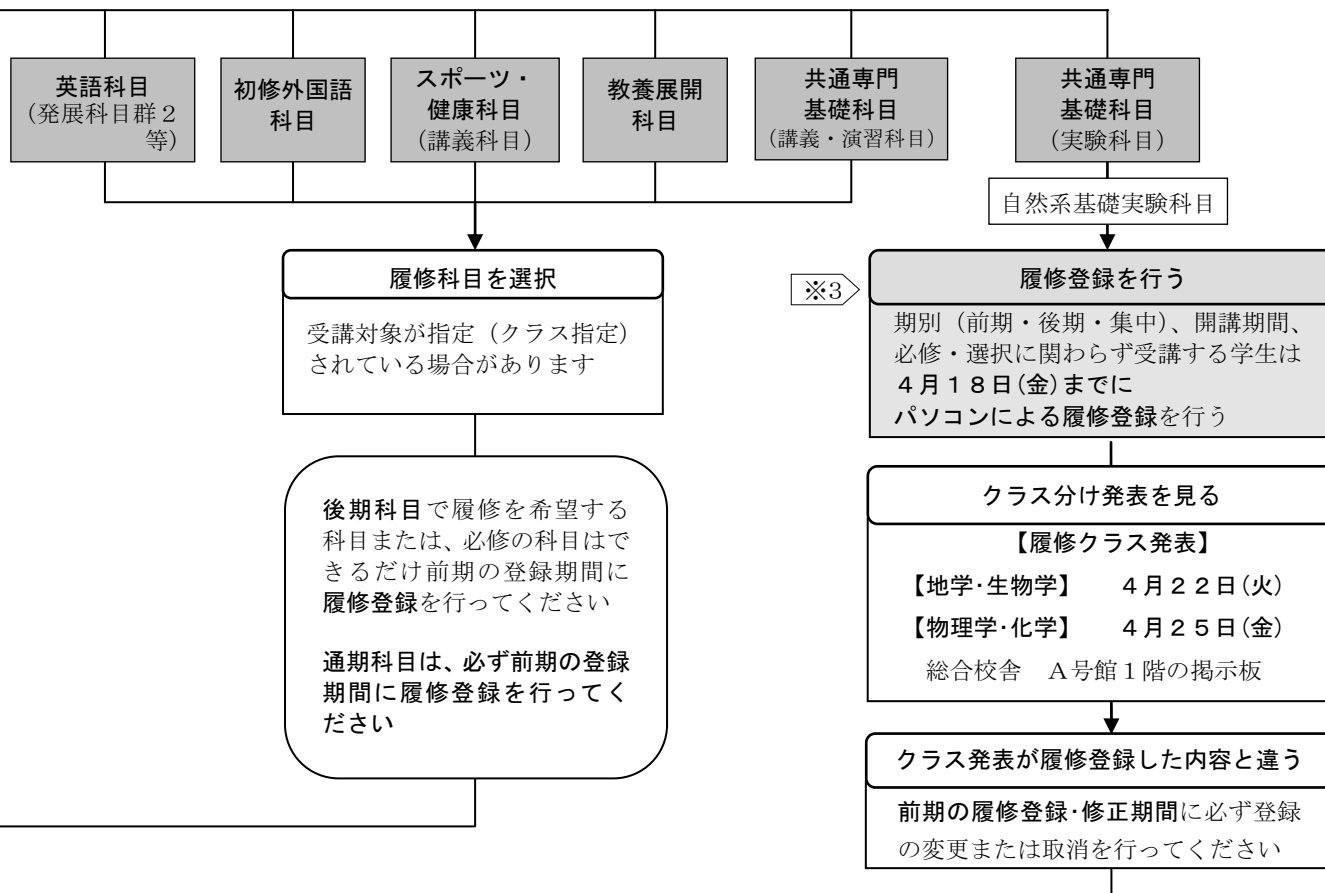 英語科目
(発展科目群２
等)
初修外国語
科目
スポーツ・
健康科目
(講義科目)
教養展開
科目
共通専門
基礎科目
(講義・演習科目)
共通専門
基礎科目
(実験科目)
自然系基礎実験科目
履修科目を選択
受講対象が指定（クラス指定）
されている場合があります
後期科目で履修を希望する
科目または、必修の科目はで
きるだけ前期の登録期間に
履修登録を行ってください
通期科目は、必ず前期の登録
期間に履修登録を行ってく
ださい
※3
履修登録を行う
期別（前期・後期・集中）、開講期間、
必修・選択に関わらず受講する学生は
４月１８日(金)までに
パソコンによる履修登録を行う
クラス分け発表を見る
【履修クラス発表】
【地学･生物学】　４月２２日(火)
【物理学･化学】　４月２５日(金)
総合校舎　Ａ号館１階の掲示板
クラス発表が履修登録した内容と違う
前期の履修登録･修正期間に必ず登録
の変更または取消を行ってください